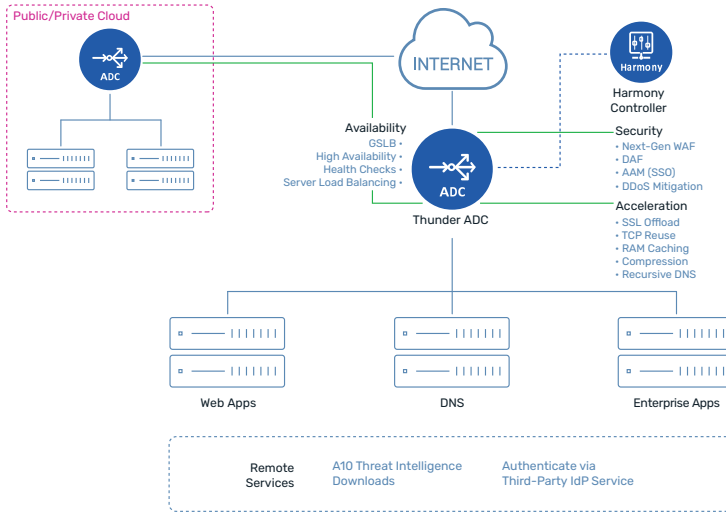 Public/Private Cloud
ADC
INTERNET
Harmony
Harmony
Controller
Availability
GSLB •
High Availability •
Health Checks •
Server Load Balancing •
ADC
Thunder ADC
Security
• Next-Gen WAF
• DAF
• AAM (SSO)
• DDoS Mitigation
Acceleration
• SSL Offload
• TCP Reuse
• RAM Caching
• Compression
• Recursive DNS
Web Apps
DNS
Enterprise Apps
Remote
Services
A10 Threat Intelligence
Downloads
Authenticate via
Third-Party IdP Service